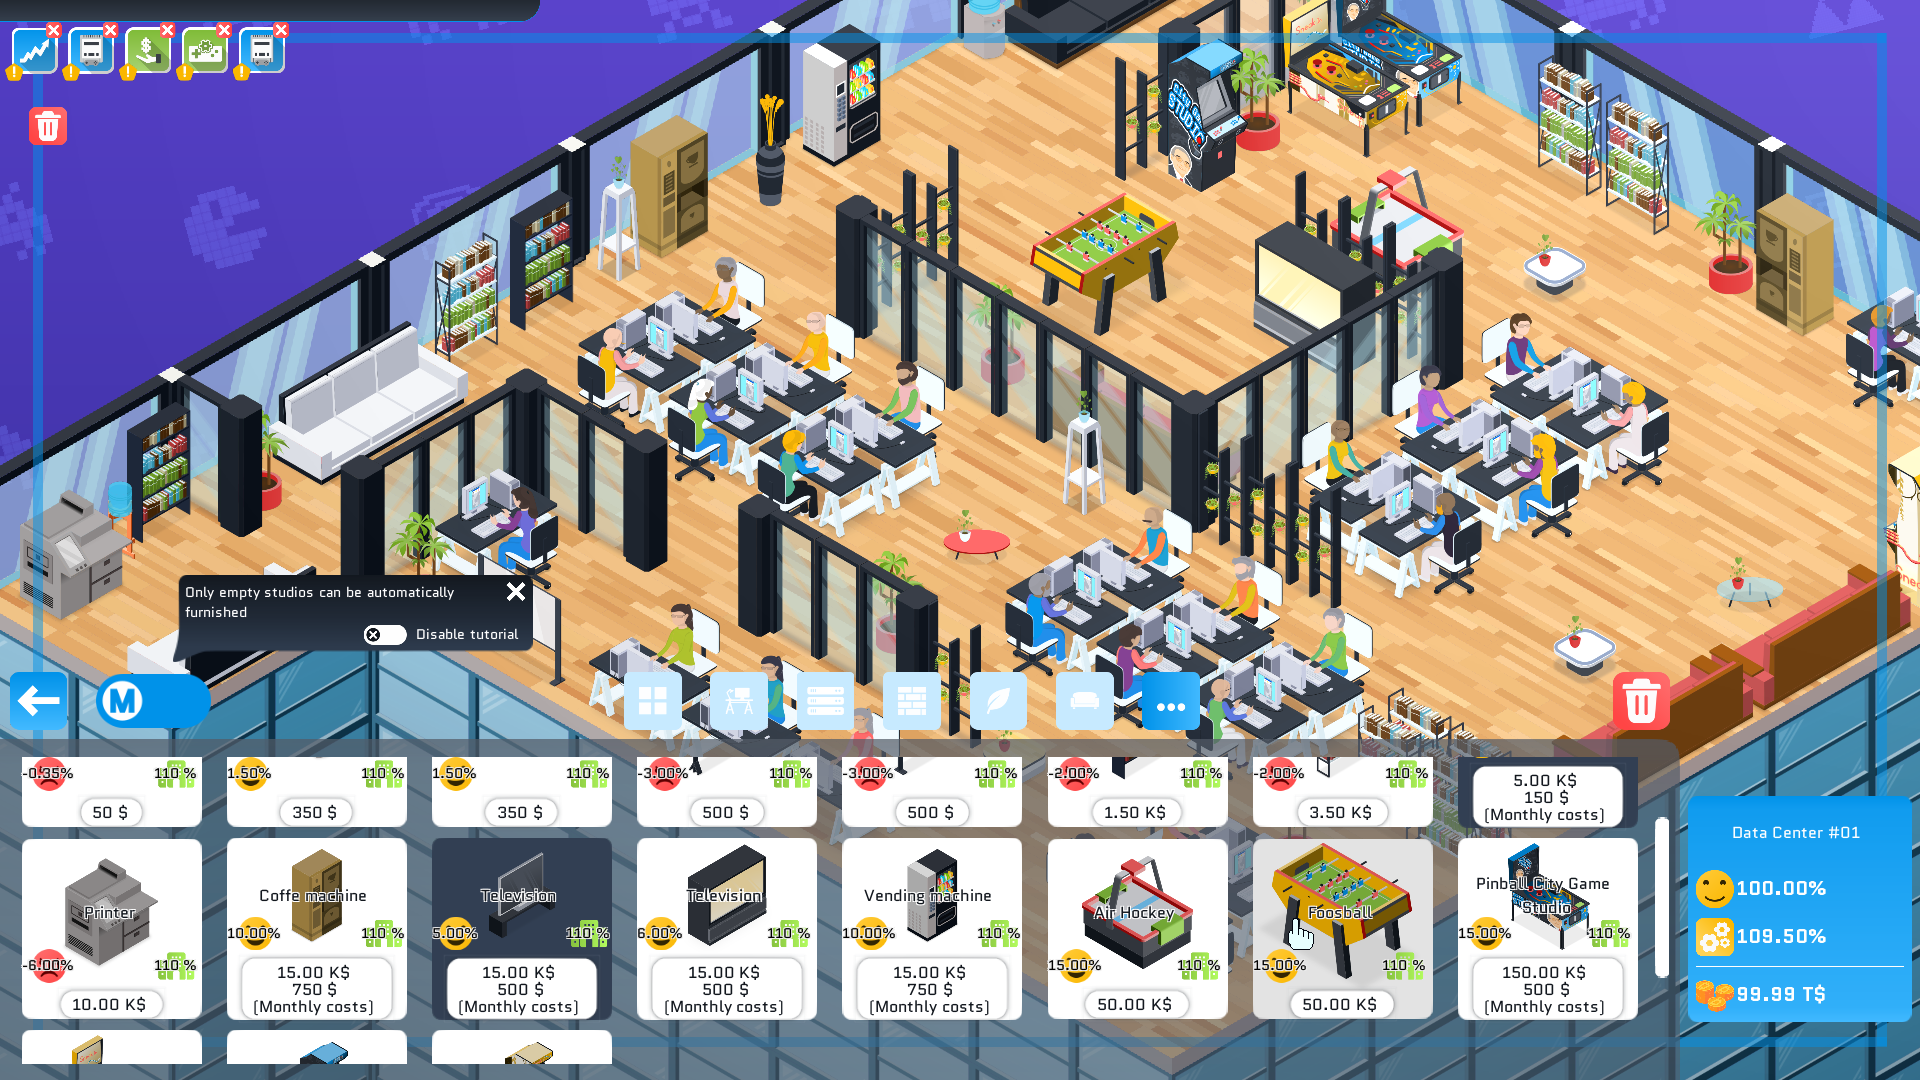 CITY GAME STUDIO
Only empty studios can be automatically
furnished
Disable tutorial
M
-0.35%
110 %
50 $
1.50%
110 %
350 $
1.50%
110 %
350 $
-3.00%
110 %
500 $
-3.00%
110 %
500 $
-2.00%
110 %
1.50 K$
-2.00%
110 %
3.50 K$
5.00 K$
150 $
(Monthly costs)
Printer
-6.00%
110 %
10.00 K$
Coffe machine
10.00%
110 %
15.00 K$
750 $
(Monthly costs)
Television
5.00%
110 %
15.00 K$
500 $
(Monthly costs)
Television
6.00%
110 %
15.00 K$
500 $
(Monthly costs)
Vending machine
10.00%
110 %
15.00 K$
750 $
(Monthly costs)
Air Hockey
15.00%
110 %
50.00 K$
Foosball
15.00%
110 %
50.00 K$
Pinball City Game
Studio
15.00%
110 %
150.00 K$
500 $
(Monthly costs)
Data Center #01
100.00%
109.50%
99.99 T$